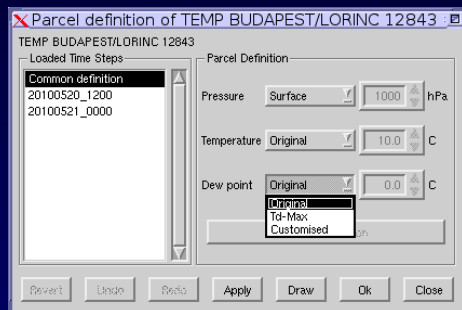 Parcel definition of TEMP BUDAPEST/LORINC 12843
TEMP BUDAPEST/LORINC 12843
Loaded Time Steps
Common definition
20100520_1200
20100521_0000
Parcel Definition
Pressure Surface 1000 hPa
Temperature Original 10.0 C
Dew point Original 0.0 C
Original
Td-Max
Customised
Revert Undo Redo Apply Draw Ok Close